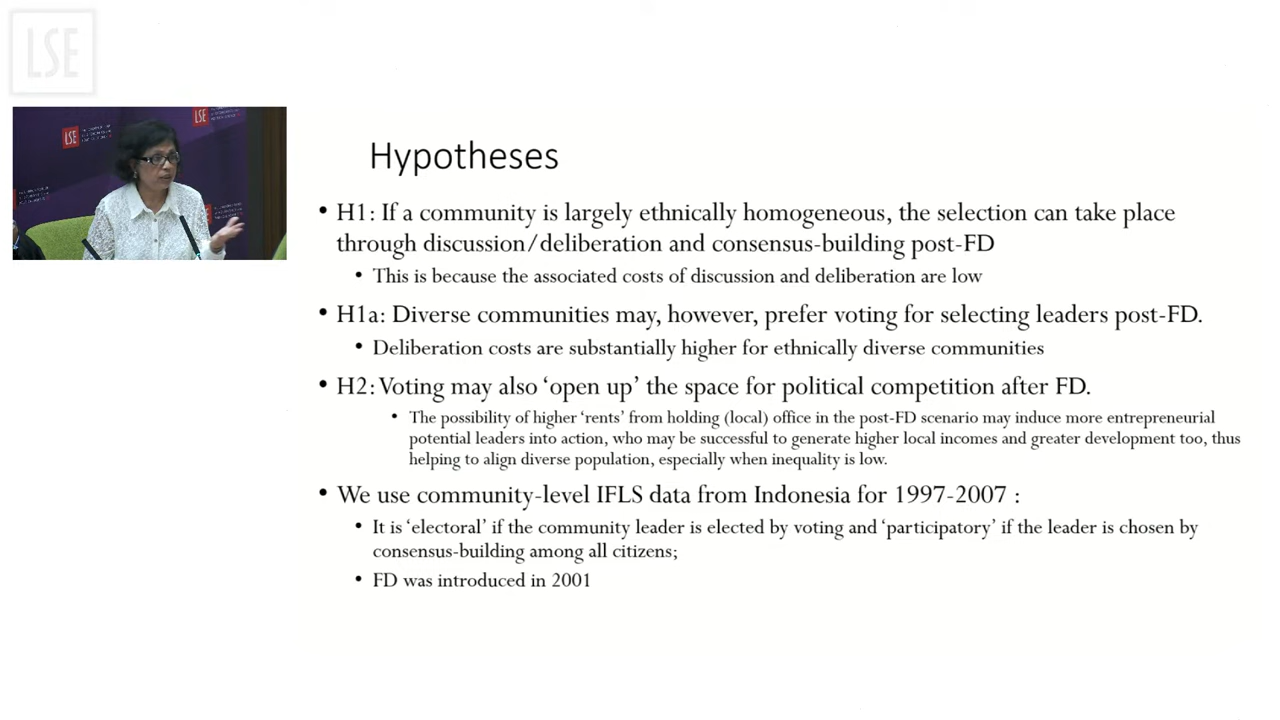 LSE
LSE
LSE
LSE
Hypotheses
• H1: If a community is largely ethnically homogeneous, the selection can take place
through discussion/deliberation and consensus-building post-FD
• This is because the associated costs of discussion and deliberation are low
• H1a: Diverse communities may, however, prefer voting for selecting leaders post-FD.
• Deliberation costs are substantially higher for ethnically diverse communities
• H2: Voting may also ‘open up’ the space for political competition after FD.
• The possibility of higher ‘rents’ from holding (local) office in the post-FD scenario may induce more entrepreneurial
potential leaders into action, who may be successful to generate higher local incomes and greater development too, thus
helping to align diverse population, especially when inequality is low.
• We use community-level IFLS data from Indonesia for 1997-2007 :
• It is ‘electoral’ if the community leader is elected by voting and ‘participatory’ if the leader is chosen by
consensus-building among all citizens;
• FD was introduced in 2001